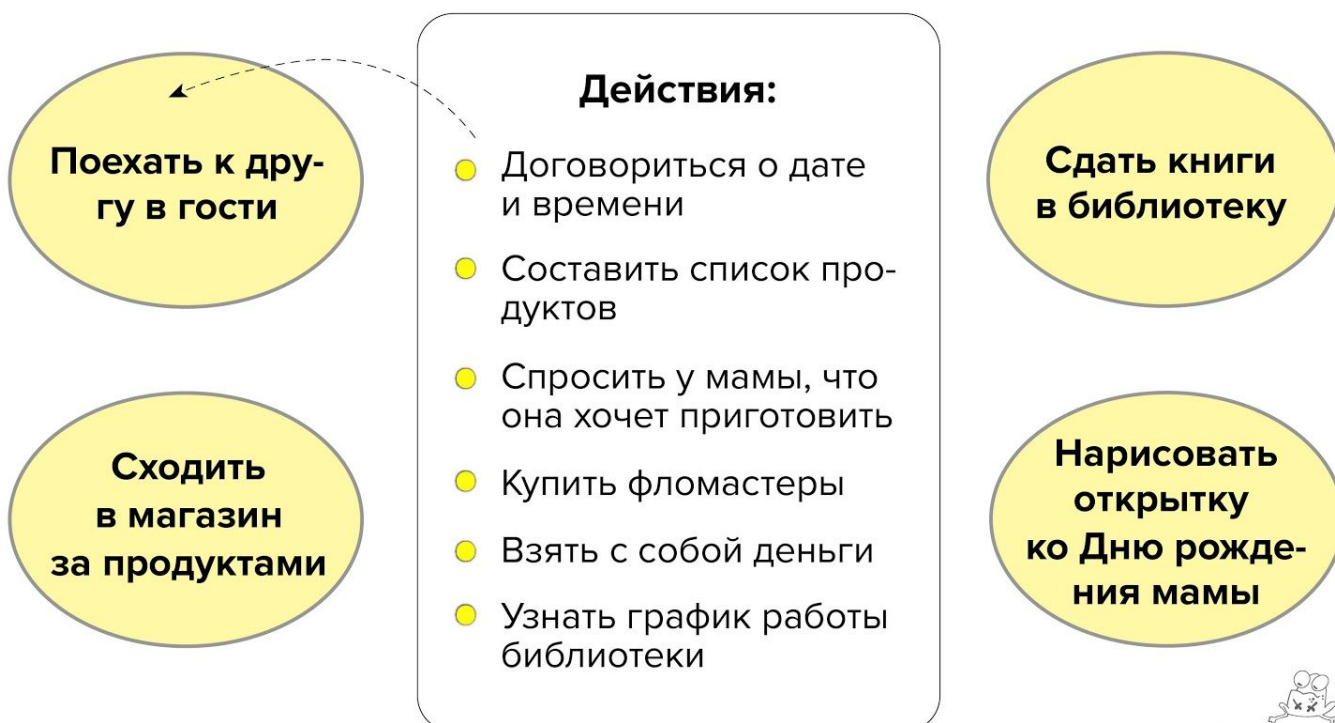 Поехать к дру-
гу в гости
Сходить
в магазин
за продуктами
Действия:
Договориться о дате
и времени
Составить список про-
дуктов
Спросить у мамы, что
она хочет приготовить
Купить фломастеры
Взять с собой деньги
Узнать график работы
библиотеки
Сдать книги
в библиотеку
Нарисовать
открытку
ко Дню рожде-
ния мамы